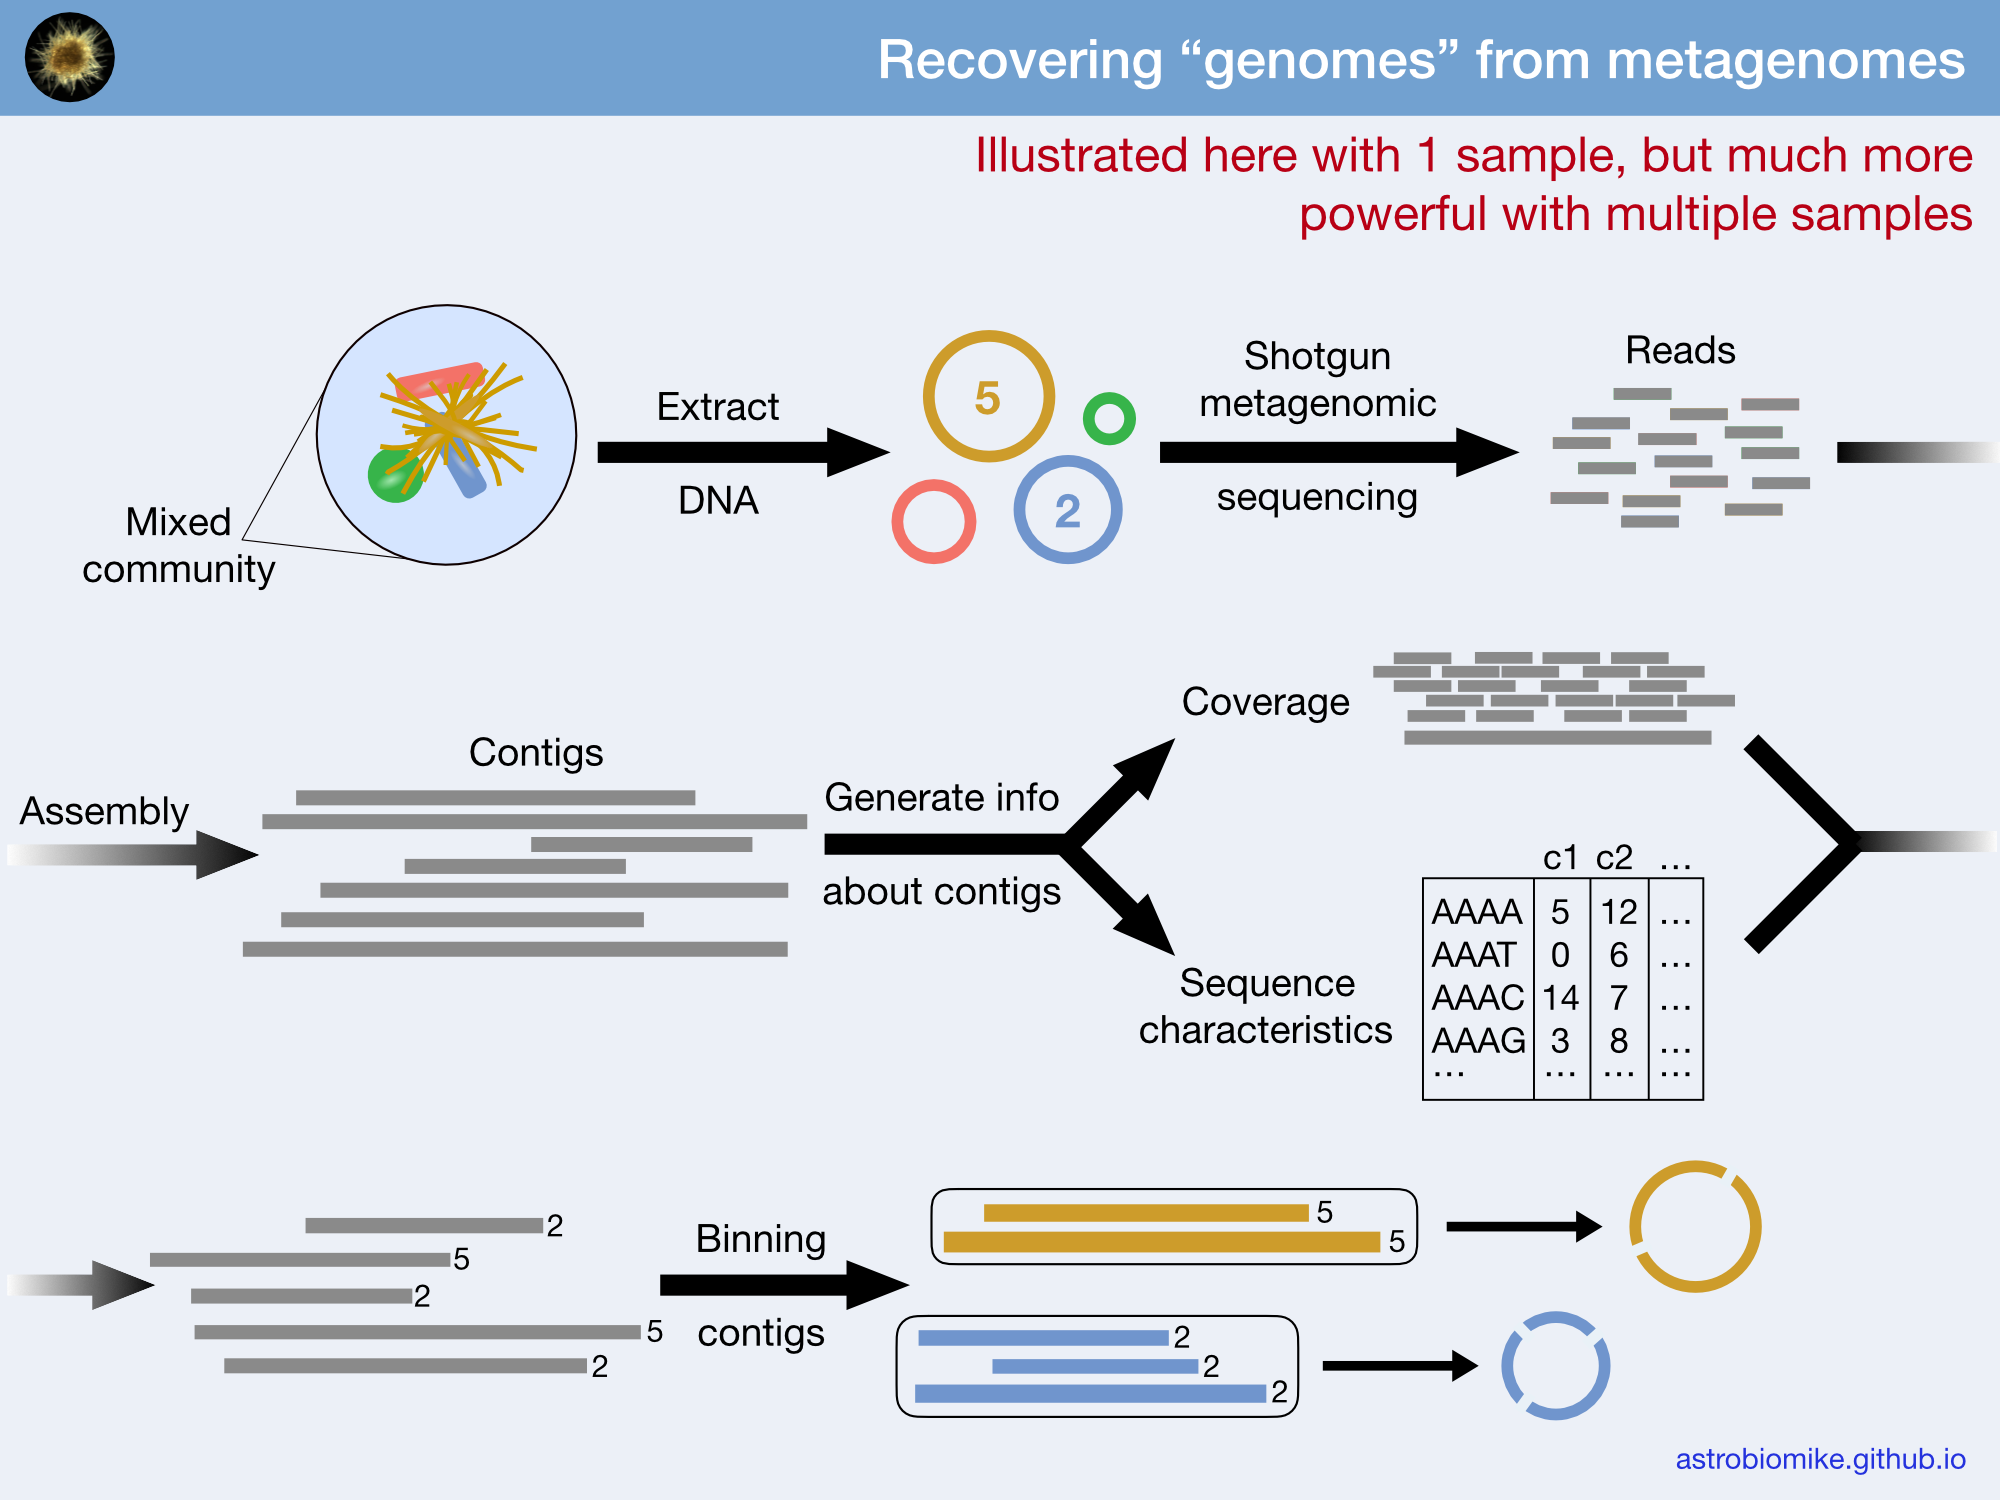 Recovering “genomes” from metagenomes
Illustrated here with 1 sample, but much more
powerful with multiple samples
Mixed
community
Extract
DNA
5
2
Shotgun
metagenomic
sequencing
Reads
Assembly
Contigs
Generate info
about contigs
Coverage
Sequence
characteristics
c1 c2 ...
AAAA 5 12 ...
AAAT 0 6 ...
AAAC 14 7 ...
AAAG 3 8 ...
... ... ... ...
2
5
2
5
2
Binning
contigs
5
5
2
2
2
astrobiomike.github.io